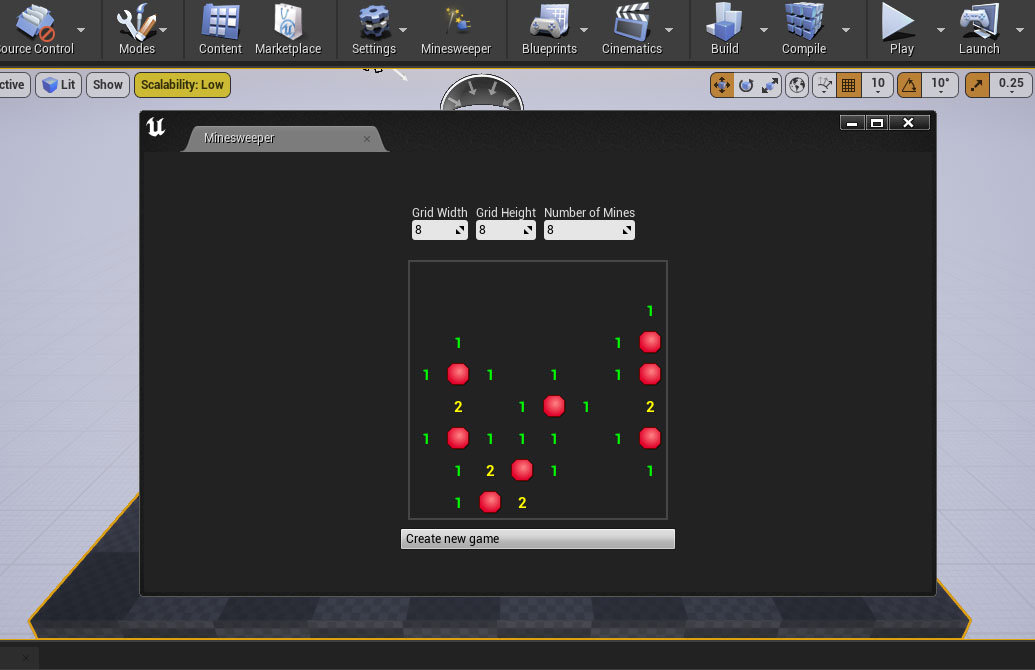 ource Control Modes Content Marketplace Settings Minesweeper Blueprints Cinematics Build Compile Play Launch
ctive Lit Show Scalability: Low 10 10° 0.25
Minesweeper
Grid Width Grid Height Number of Mines
8 8 8
1
1 1
1 1 1 1
2 1 1 2
1 1 1 1 1
1 2 1 1
1 2
Create new game